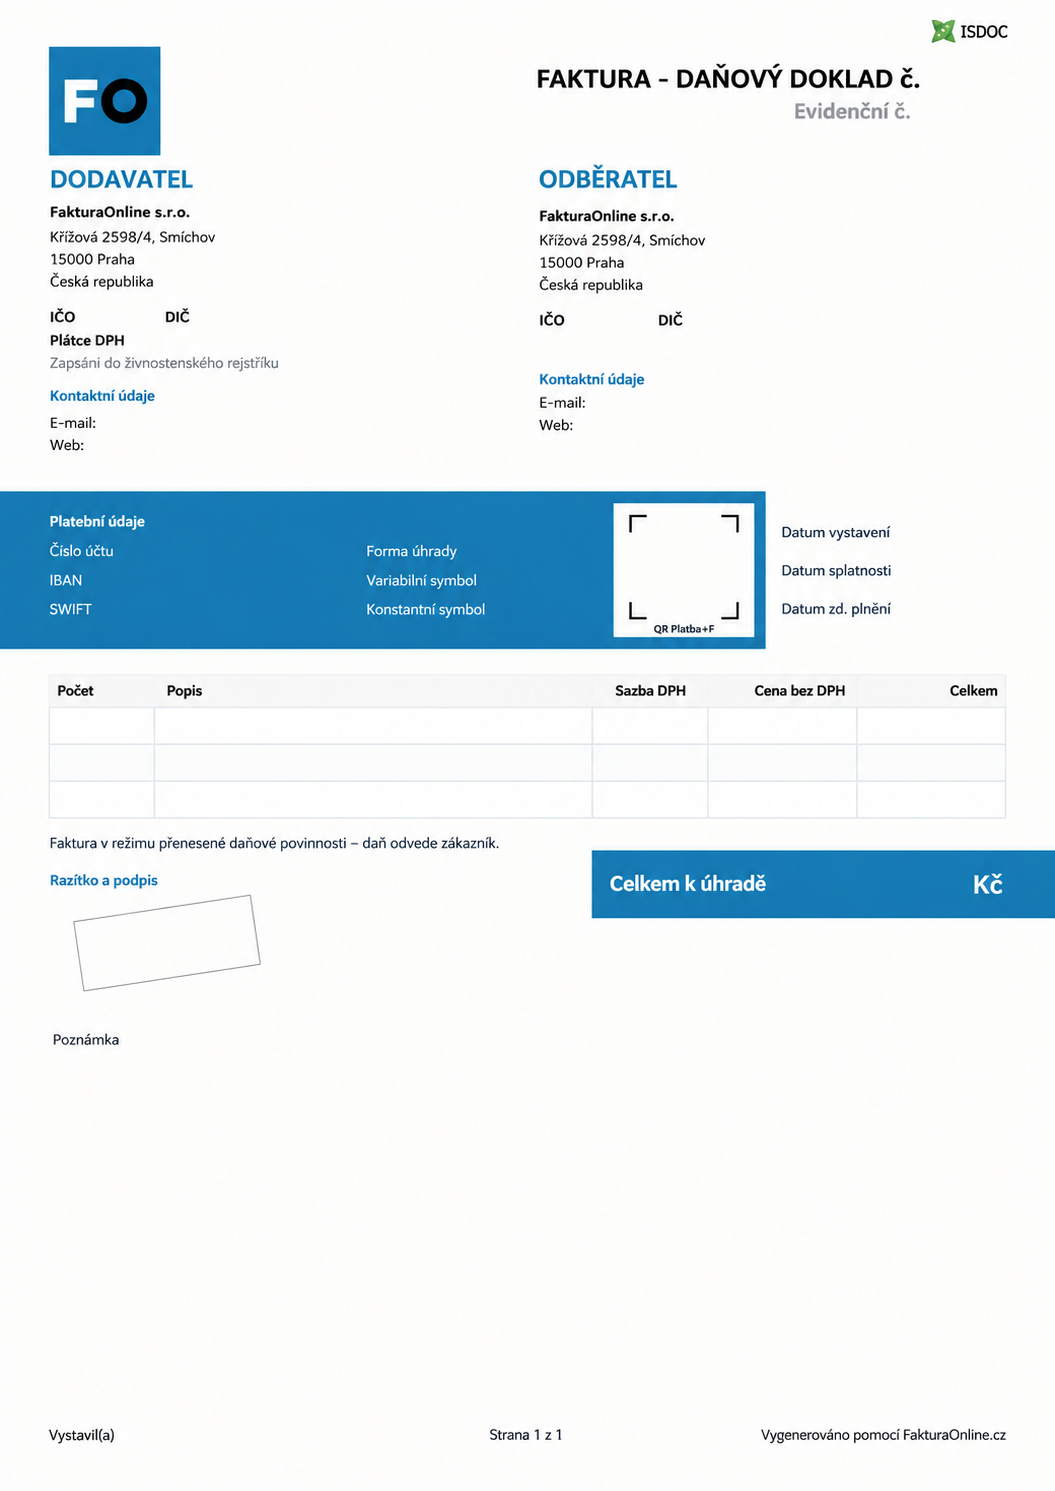 ISDOC
FO
FAKTURA - DAŇOVÝ DOKLAD č.
Evidenční č.
DODAVATEL
FakturaOnline s.r.o.
Křížová 2598/4, Smíchov
15000 Praha
Česká republika
IČO DIČ
Plátce DPH
Zapsáni do živnostenského rejstříku
Kontaktní údaje
E-mail:
Web:
ODBĚRATEL
FakturaOnline s.r.o.
Křížová 2598/4, Smíchov
15000 Praha
Česká republika
IČO DIČ
Kontaktní údaje
E-mail:
Web:
Platební údaje
Číslo účtu
IBAN
SWIFT
Forma úhrady
Variabilní symbol
Konstantní symbol
QR Platba+F
Datum vystavení
Datum splatnosti
Datum zd. plnění
Počet Popis Sazba DPH Cena bez DPH Celkem
Faktura v režimu přenesené daňové povinnosti – daň odvede zákazník.
Razítko a podpis
Celkem k úhradě Kč
Poznámka
Vystavil(a) Strana 1 z 1 Vygenerováno pomocí FakturaOnline.cz